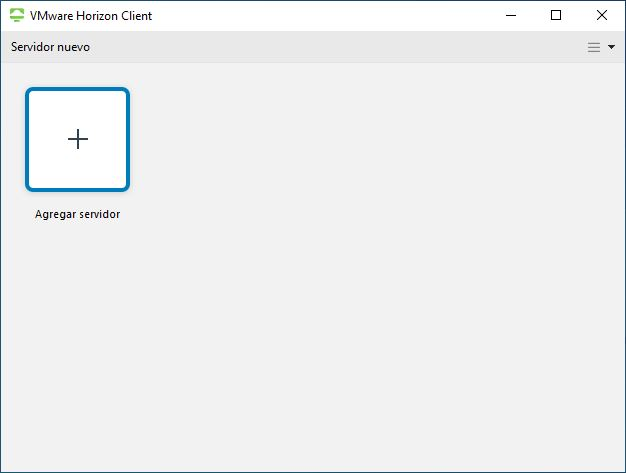 VMware Horizon Client
Servidor nuevo
Agregar servidor